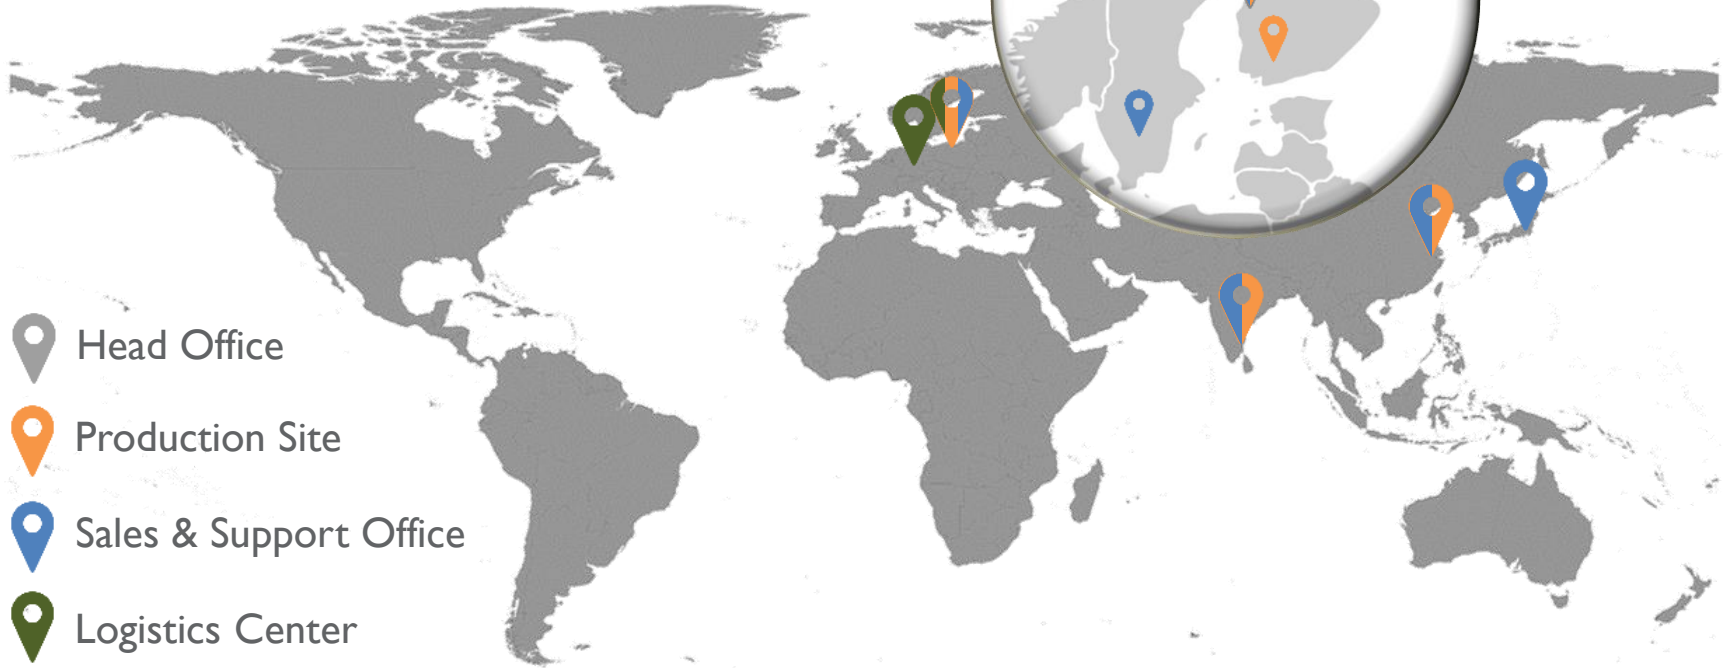 Head Office
Production Site
Sales & Support Office
Logistics Center